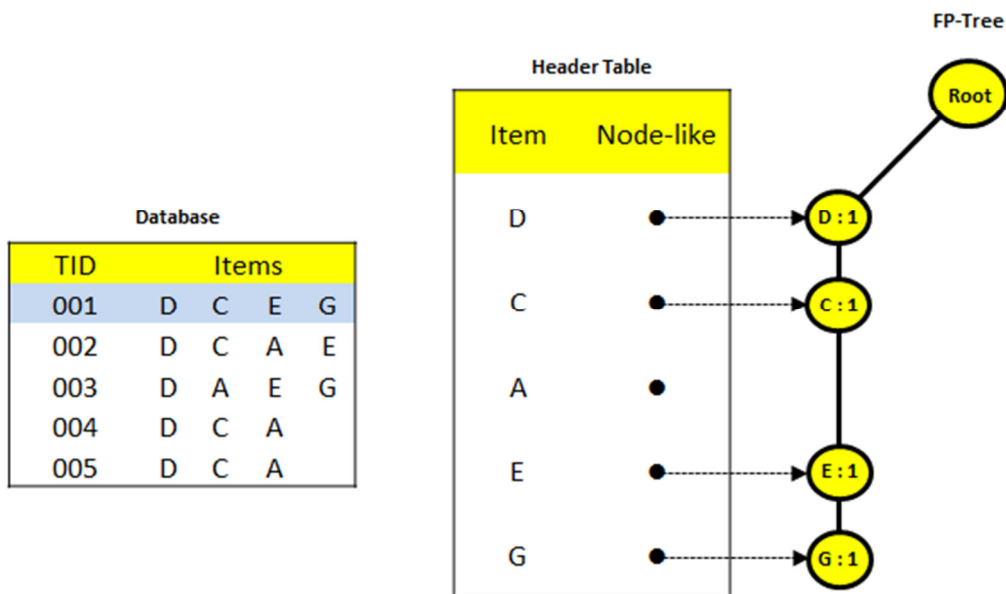 FP-Tree
Root
Header Table
Item Node-like
D
C
A
E
G
D : 1
C : 1
E : 1
G : 1
Database
TID Items
001 D C E G
002 D C A E
003 D A E G
004 D C A
005 D C A